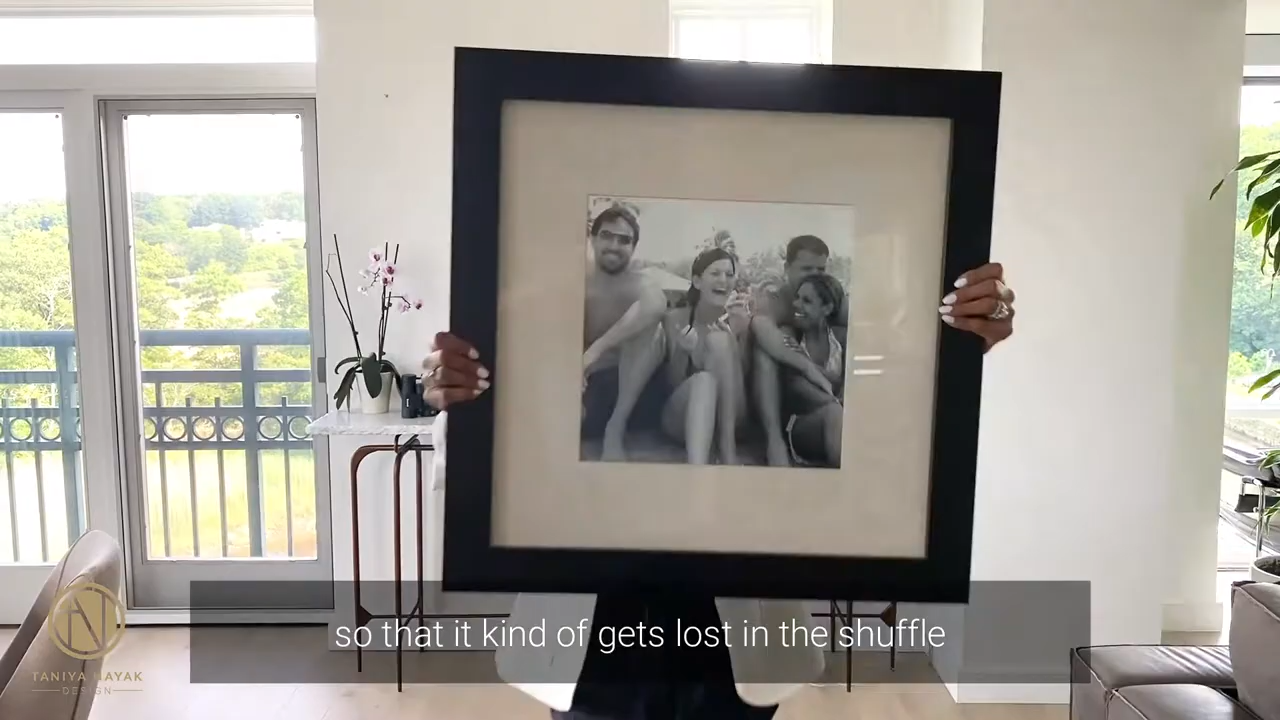 so that it kind of gets lost in the shuffle
TANIYA NAYAK
DESIGN